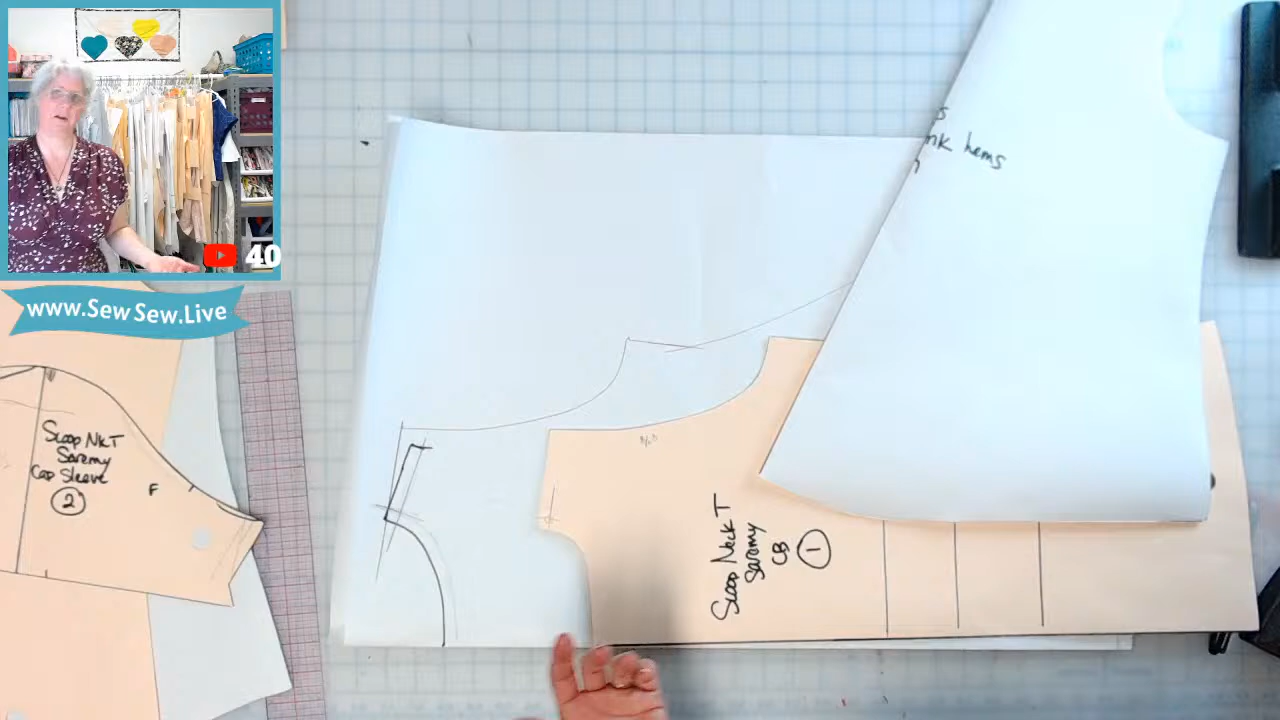 40
www.SewSew.Live
nk hems
Scoop NkT
Saremy
Cap Sleeve
2
F
Scoop Neck T
Saremy
CB
1